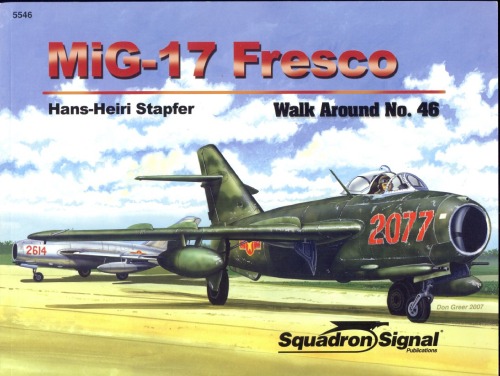 5546
MiG-17 Fresco
Hans-Heiri Stapfer Walk Around No. 46
2077
2614
Don Greer 2007
Squadron Signal
Publications